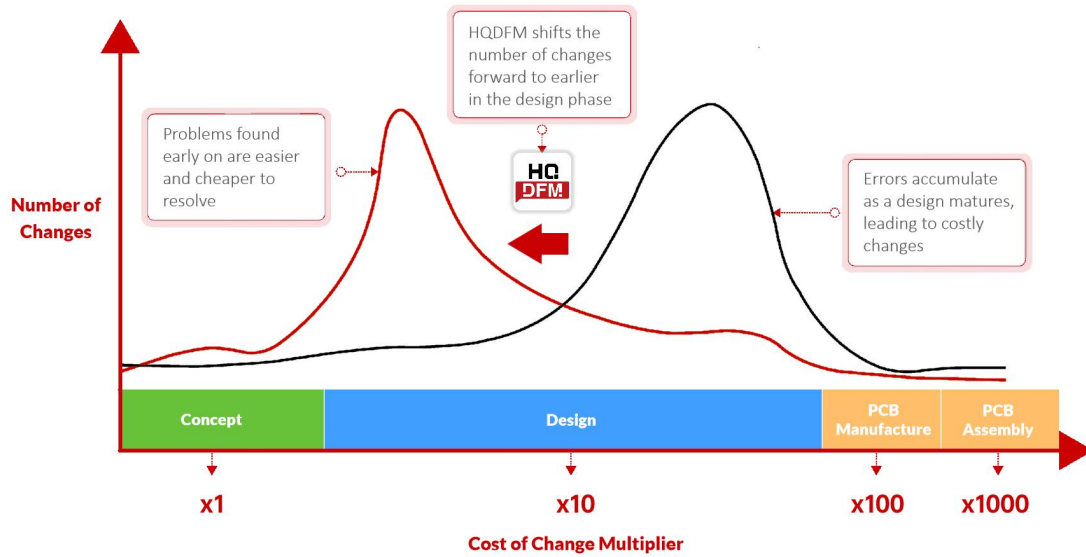 HQDFM shifts the
number of changes
forward to earlier
in the design phase
Problems found
early on are easier
and cheaper to
resolve
HQ
DFM
Errors accumulate
as a design matures,
leading to costly
changes
Number of
Changes
Concept
Design
PCB
Manufacture
PCB
Assembly
x1
x10
x100
x1000
Cost of Change Multiplier